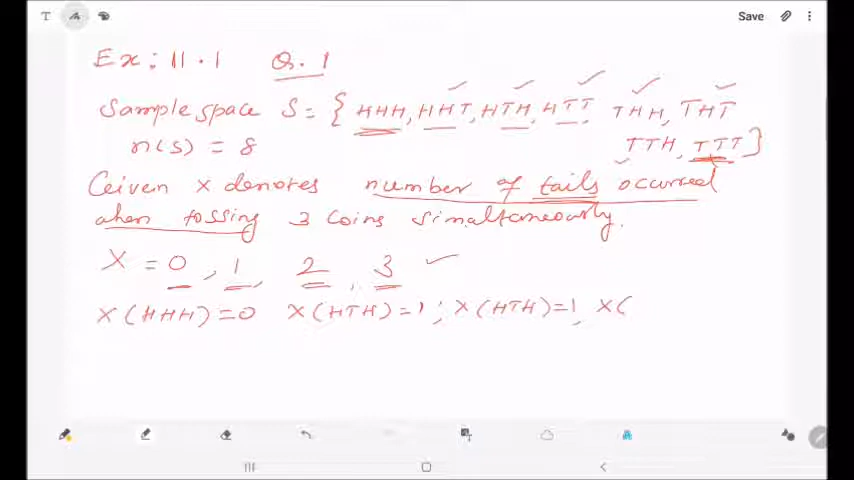 T Save
Ex: 11.1 Q.1
Sample space S = { HHH, HHT, HTH, HTT THH, THT
TTH, TTT }
n(s) = 8
Given X denotes number of tails occurred
when tossing 3 coins simultaneously.
X = 0, 1 2, 3
X(HHH)=0 X(HTH)=1; X(HTH)=1, X(